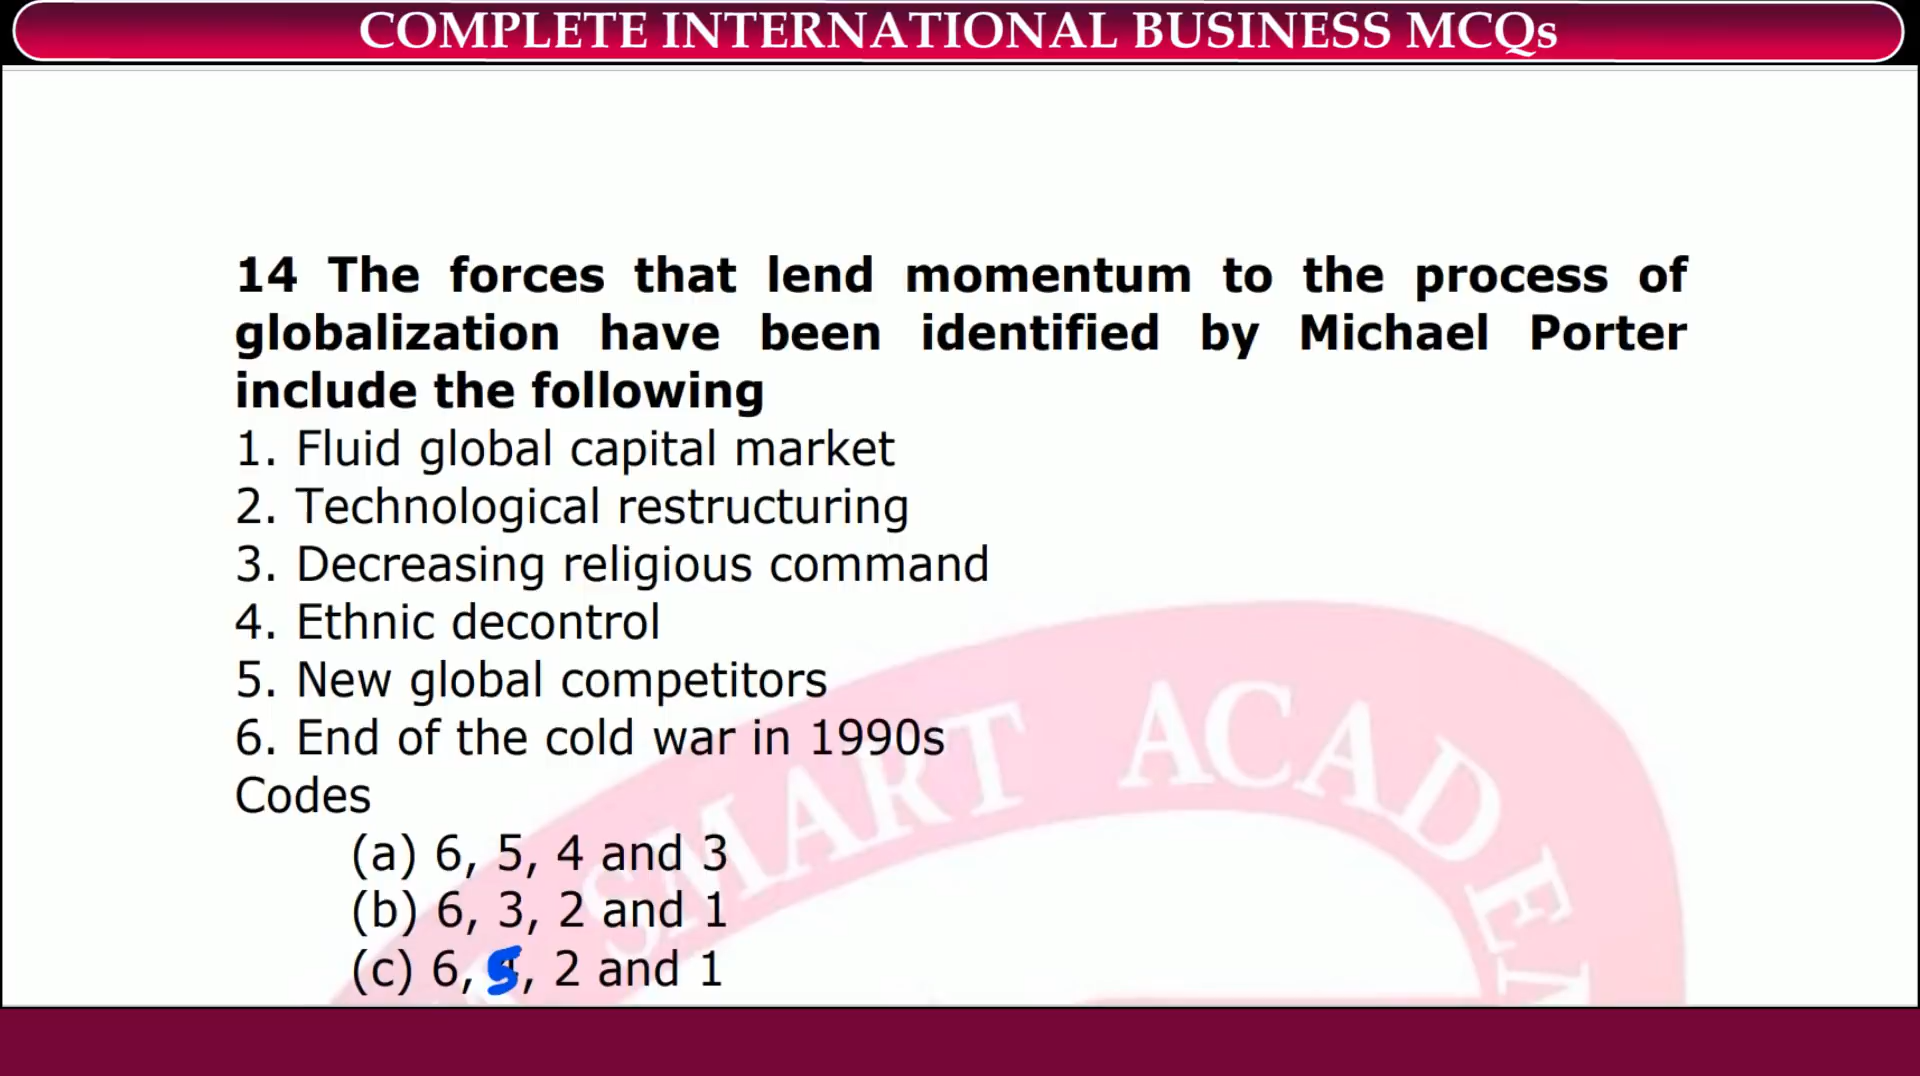 COMPLETE INTERNATIONAL BUSINESS MCQs
14 The forces that lend momentum to the process of
globalization have been identified by Michael Porter
include the following
1. Fluid global capital market
2. Technological restructuring
3. Decreasing religious command
4. Ethnic decontrol
5. New global competitors
6. End of the cold war in 1990s
Codes
(a) 6, 5, 4 and 3
(b) 6, 3, 2 and 1
(c) 6, 5, 2 and 1
SMART ACADEM